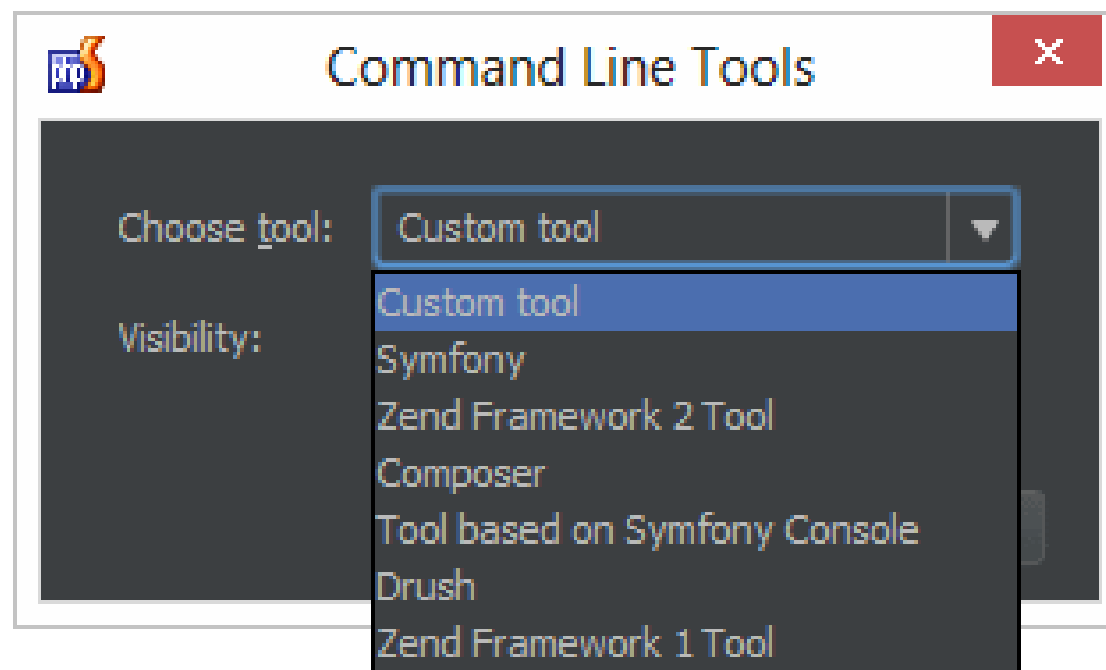 php S
Command Line Tools
Choose tool: Custom tool
Custom tool
Visibility:
Symfony
Zend Framework 2 Tool
Composer
Tool based on Symfony Console
Drush
Zend Framework 1 Tool